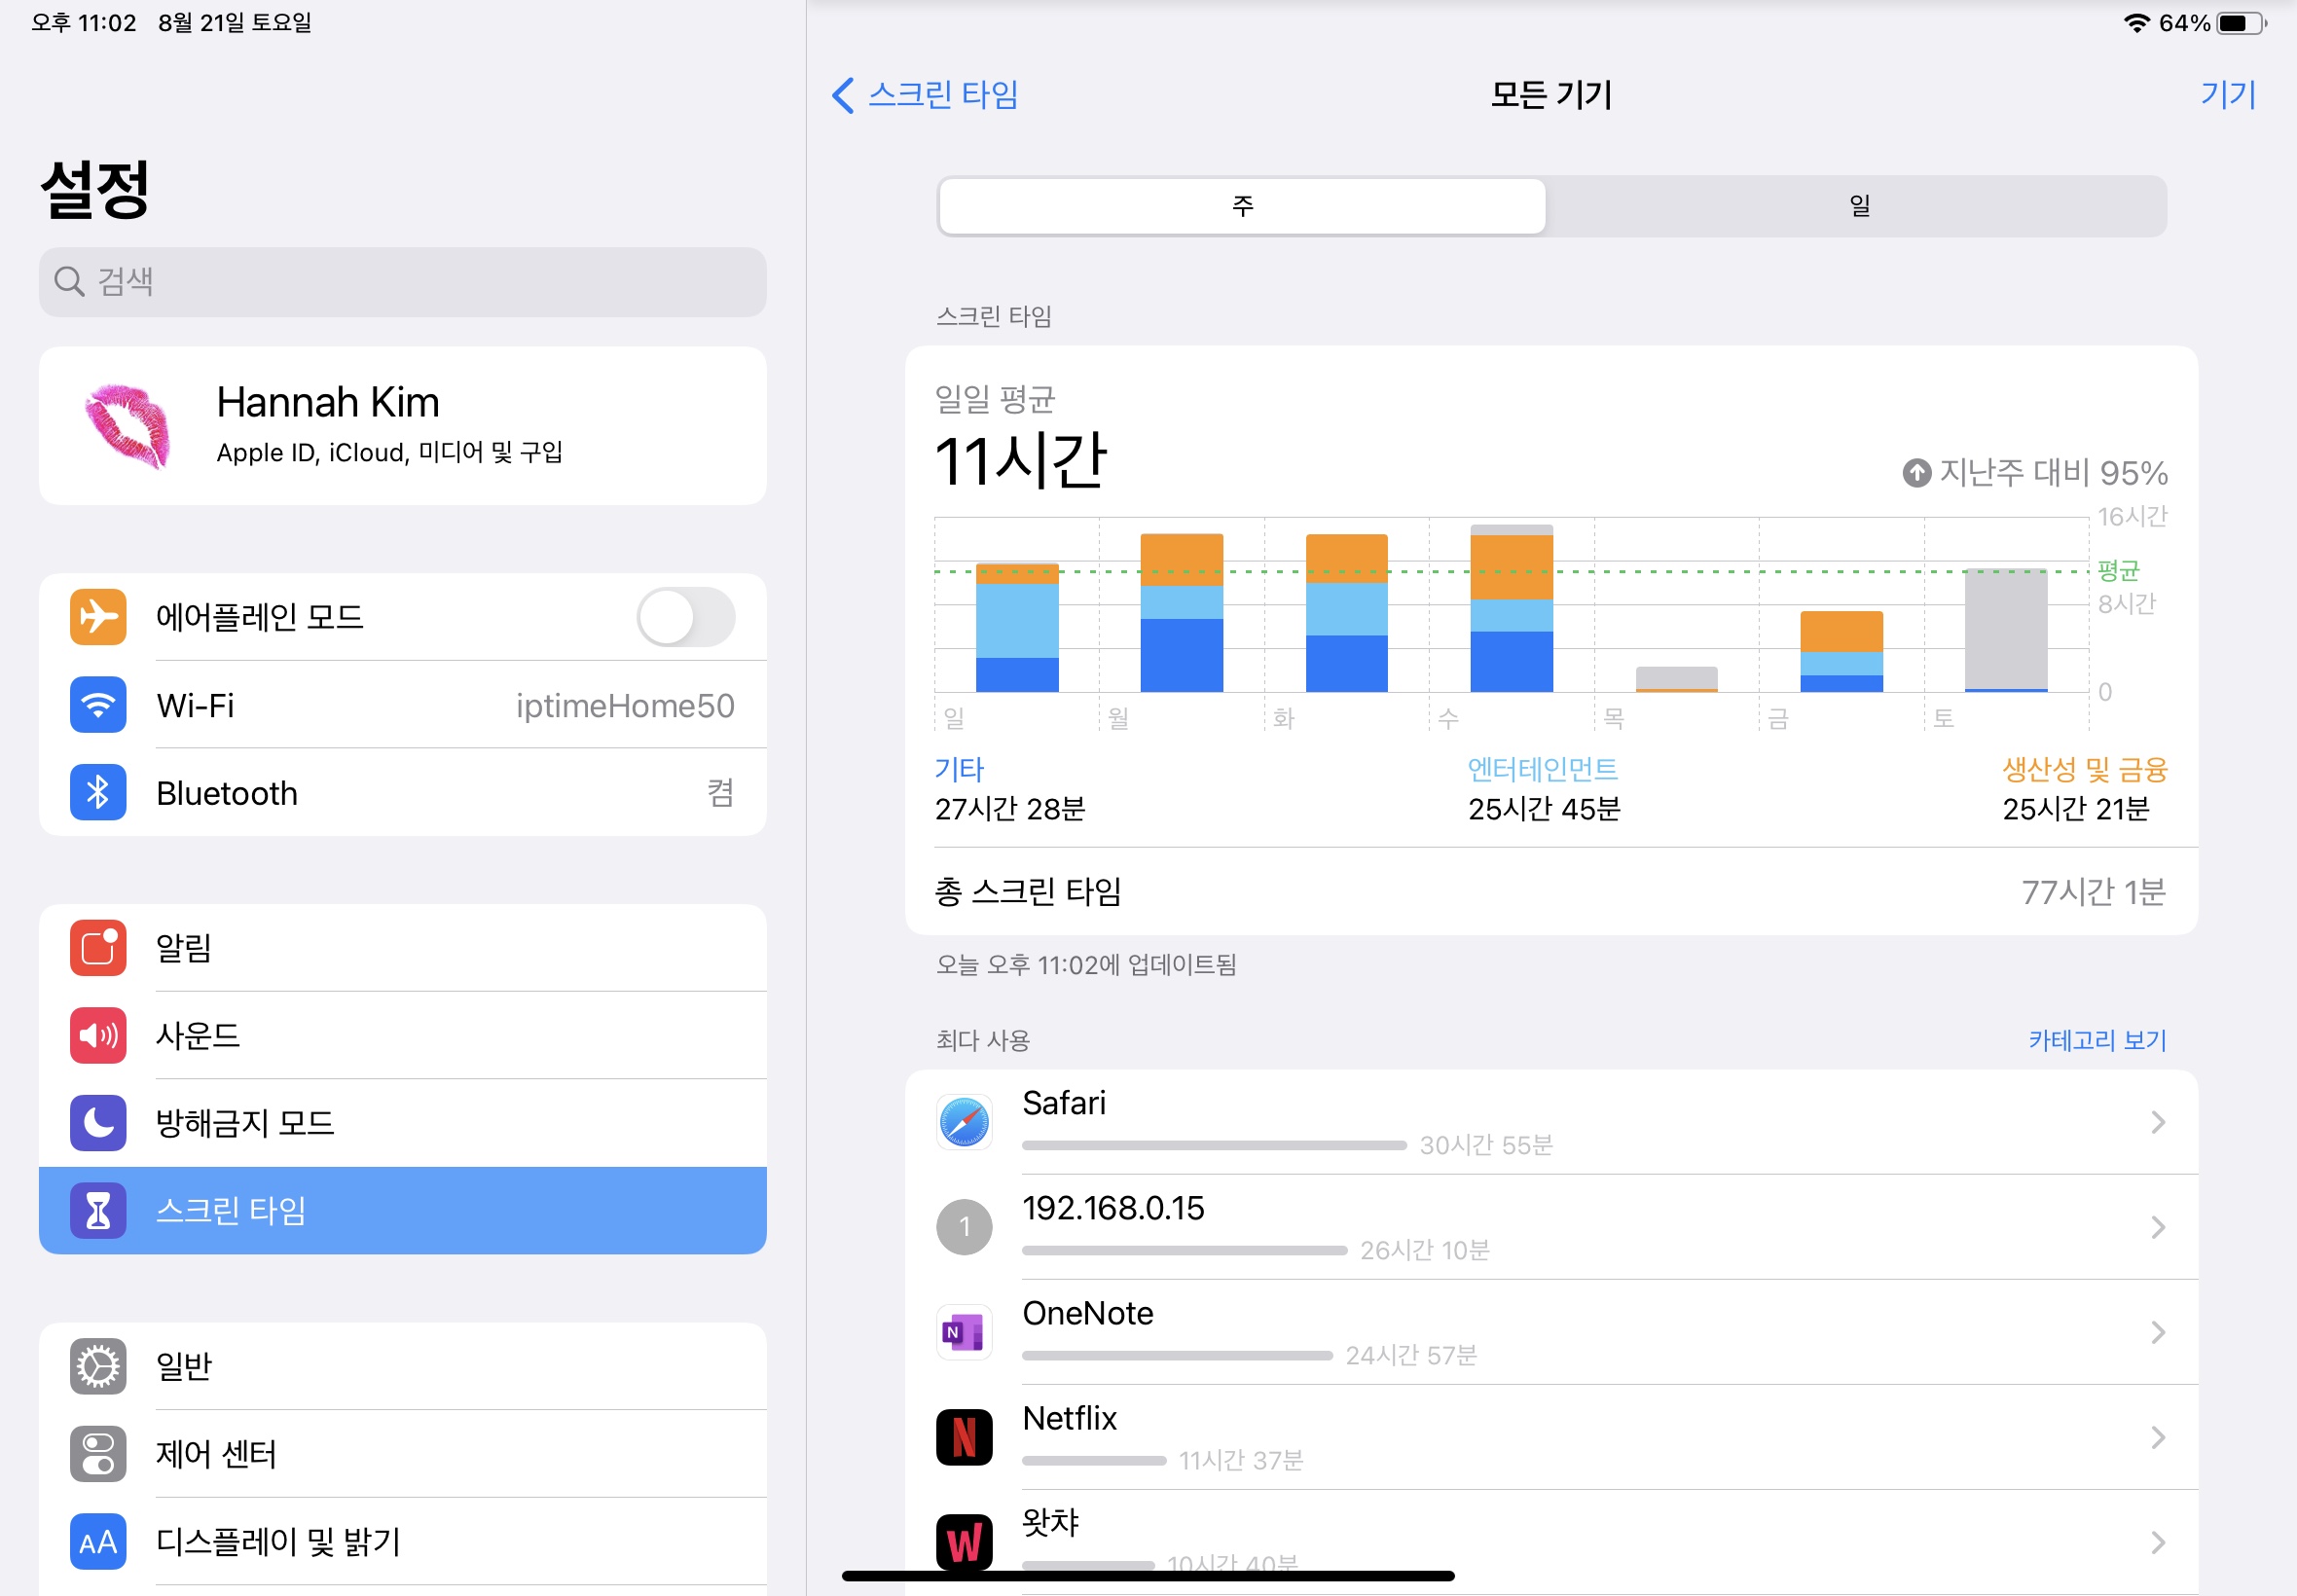 오후 11:02 8월 21일 토요일
64%
설정
검색
Hannah Kim
Apple ID, iCloud, 미디어 및 구입
에어플레인 모드
Wi-Fi iptimeHome50
Bluetooth 켬
알림
사운드
방해금지 모드
스크린 타임
일반
제어 센터
AA 디스플레이 및 밝기
스크린 타임 모든 기기 기기
주 일
스크린 타임
일일 평균
11시간
지난주 대비 95%
16시간
평균
8시간
0
일 월 화 수 목 금 토
기타 엔터테인먼트 생산성 및 금융
27시간 28분 25시간 45분 25시간 21분
총 스크린 타임 77시간 1분
오늘 오후 11:02에 업데이트됨
최다 사용 카테고리 보기
Safari
30시간 55분
1 192.168.0.15
26시간 10분
N OneNote
24시간 57분
N Netflix
11시간 37분
W 왓챠
10시간 40분